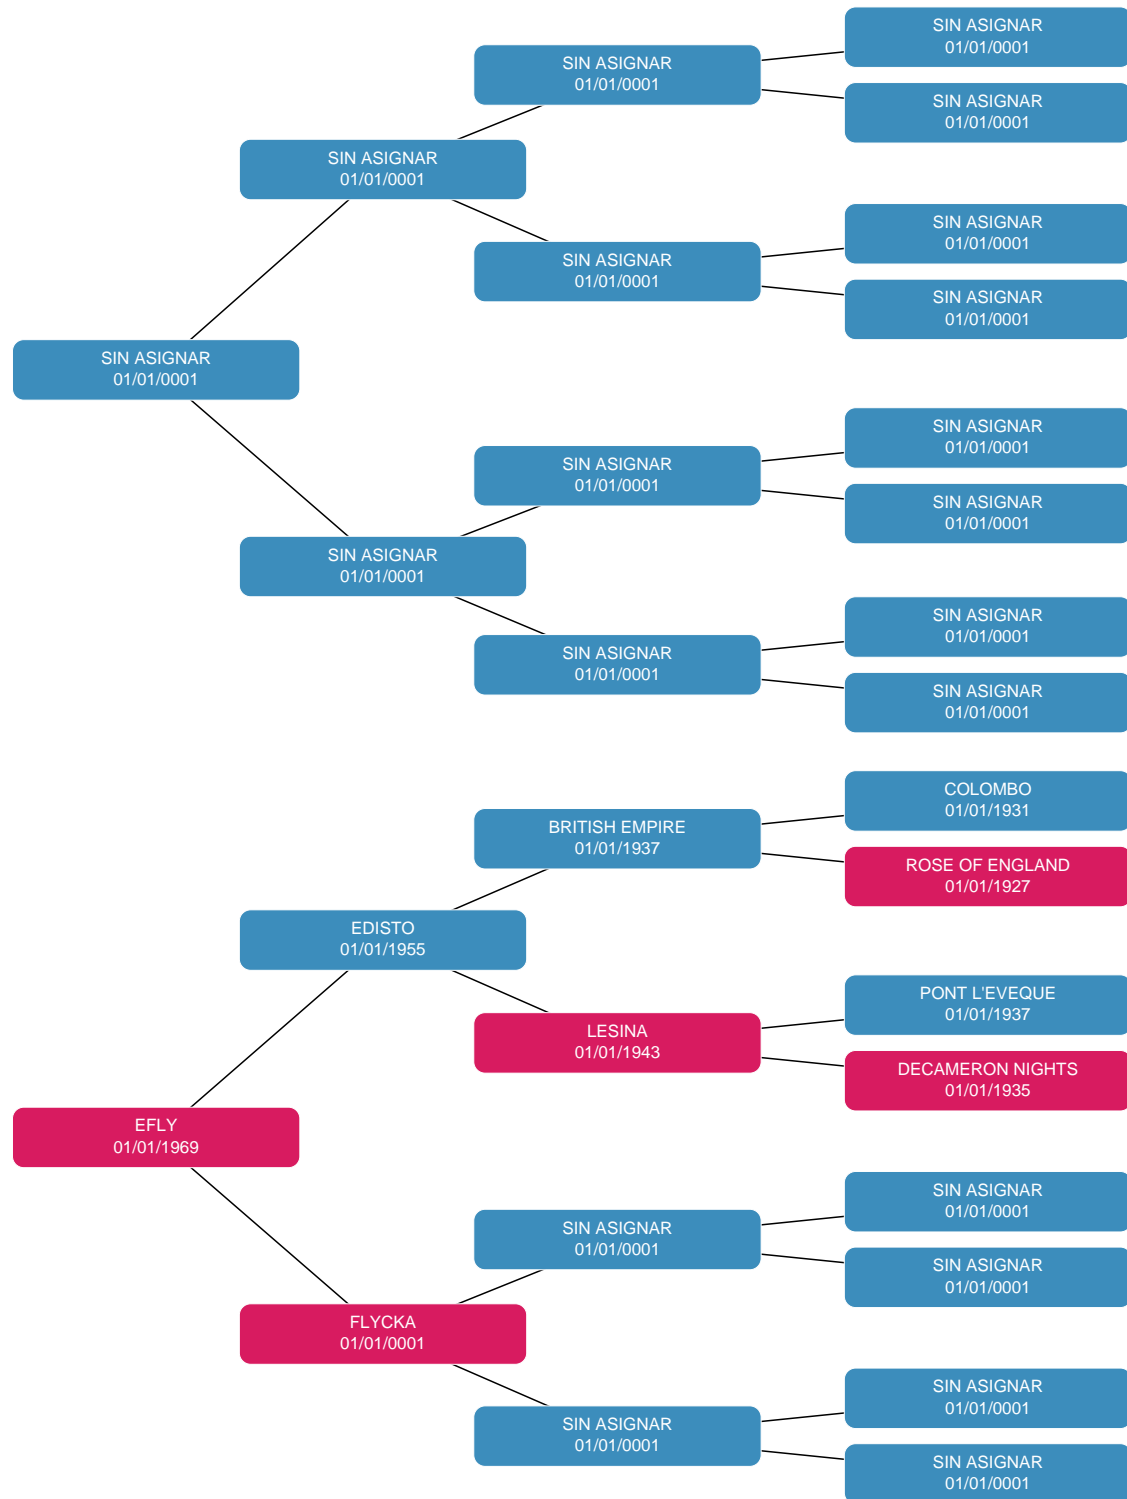 SIN ASIGNAR
01/01/0001
SIN ASIGNAR
01/01/0001
SIN ASIGNAR
01/01/0001
SIN ASIGNAR
01/01/0001
SIN ASIGNAR
01/01/0001
SIN ASIGNAR
01/01/0001
SIN ASIGNAR
01/01/0001
SIN ASIGNAR
01/01/0001
SIN ASIGNAR
01/01/0001
SIN ASIGNAR
01/01/0001
SIN ASIGNAR
01/01/0001
SIN ASIGNAR
01/01/0001
SIN ASIGNAR
01/01/0001
SIN ASIGNAR
01/01/0001
SIN ASIGNAR
01/01/0001
COLOMBO
01/01/1931
BRITISH EMPIRE
01/01/1937
ROSE OF ENGLAND
01/01/1927
EDISTO
01/01/1955
PONT L'EVEQUE
01/01/1937
LESINA
01/01/1943
DECAMERON NIGHTS
01/01/1935
EFLY
01/01/1969
SIN ASIGNAR
01/01/0001
SIN ASIGNAR
01/01/0001
SIN ASIGNAR
01/01/0001
FLYCKA
01/01/0001
SIN ASIGNAR
01/01/0001
SIN ASIGNAR
01/01/0001
SIN ASIGNAR
01/01/0001